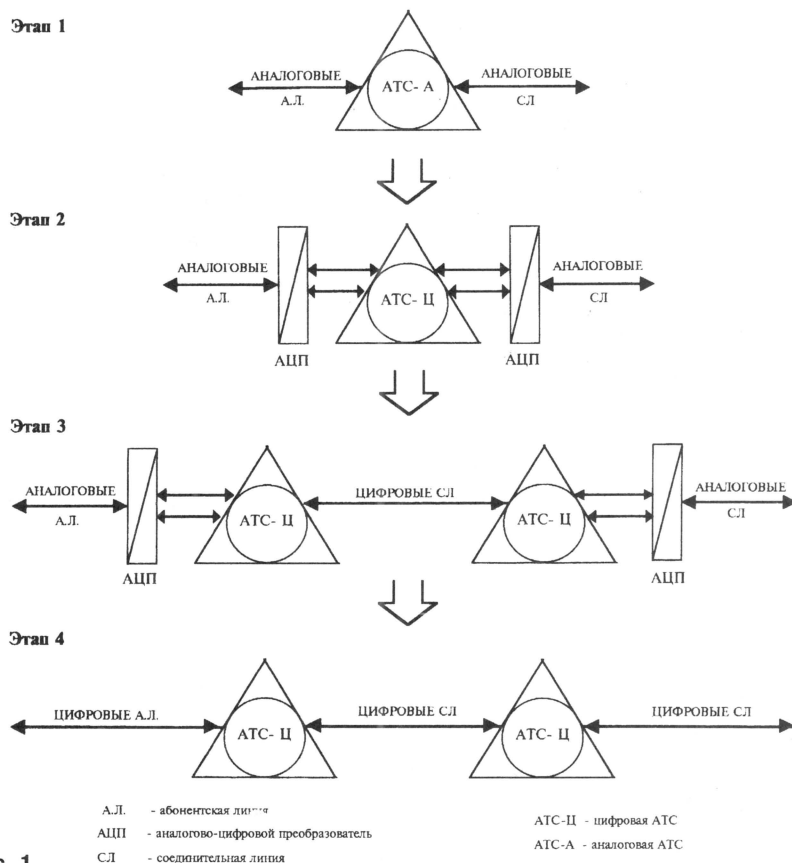 Этап 1
АНАЛОГОВЫЕ
А.Л.
АТС- А
АНАЛОГОВЫЕ
СЛ
Этап 2
АНАЛОГОВЫЕ
А.Л.
АЦП
АТС- Ц
АЦП
АНАЛОГОВЫЕ
СЛ
Этап 3
АНАЛОГОВЫЕ
А.Л.
АЦП
АТС- Ц
ЦИФРОВЫЕ СЛ
АТС- Ц
АЦП
АНАЛОГОВЫЕ
СЛ
Этап 4
ЦИФРОВЫЕ А.Л.
АТС- Ц
ЦИФРОВЫЕ СЛ
АТС- Ц
ЦИФРОВЫЕ СЛ
А.Л. - абонентская линия
АЦП - аналогово-цифровой преобразователь
СЛ - соединительная линия
АТС-Ц - цифровая АТС
АТС-А - аналоговая АТС